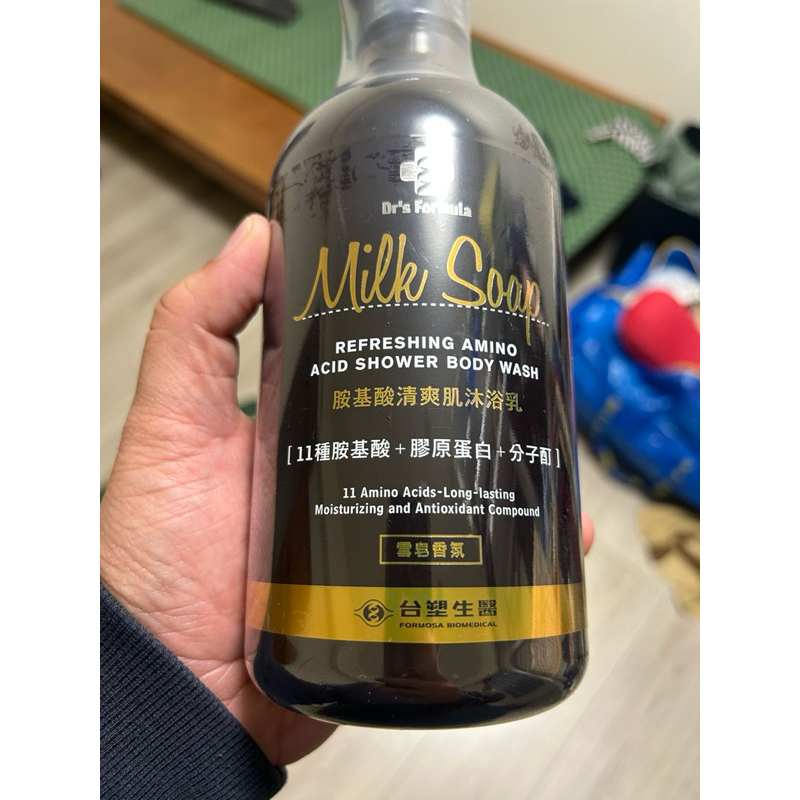 Dr's Formula
Milk Soap
REFRESHING AMINO
ACID SHOWER BODY WASH
胺基酸清爽肌沐浴乳
[ 11種胺基酸+膠原蛋白+分子酊 ]
11 Amino Acids-Long-lasting
Moisturizing and Antioxidant Compound
雪皂香氛
台塑生醫
FORMOSA BIOMEDICAL